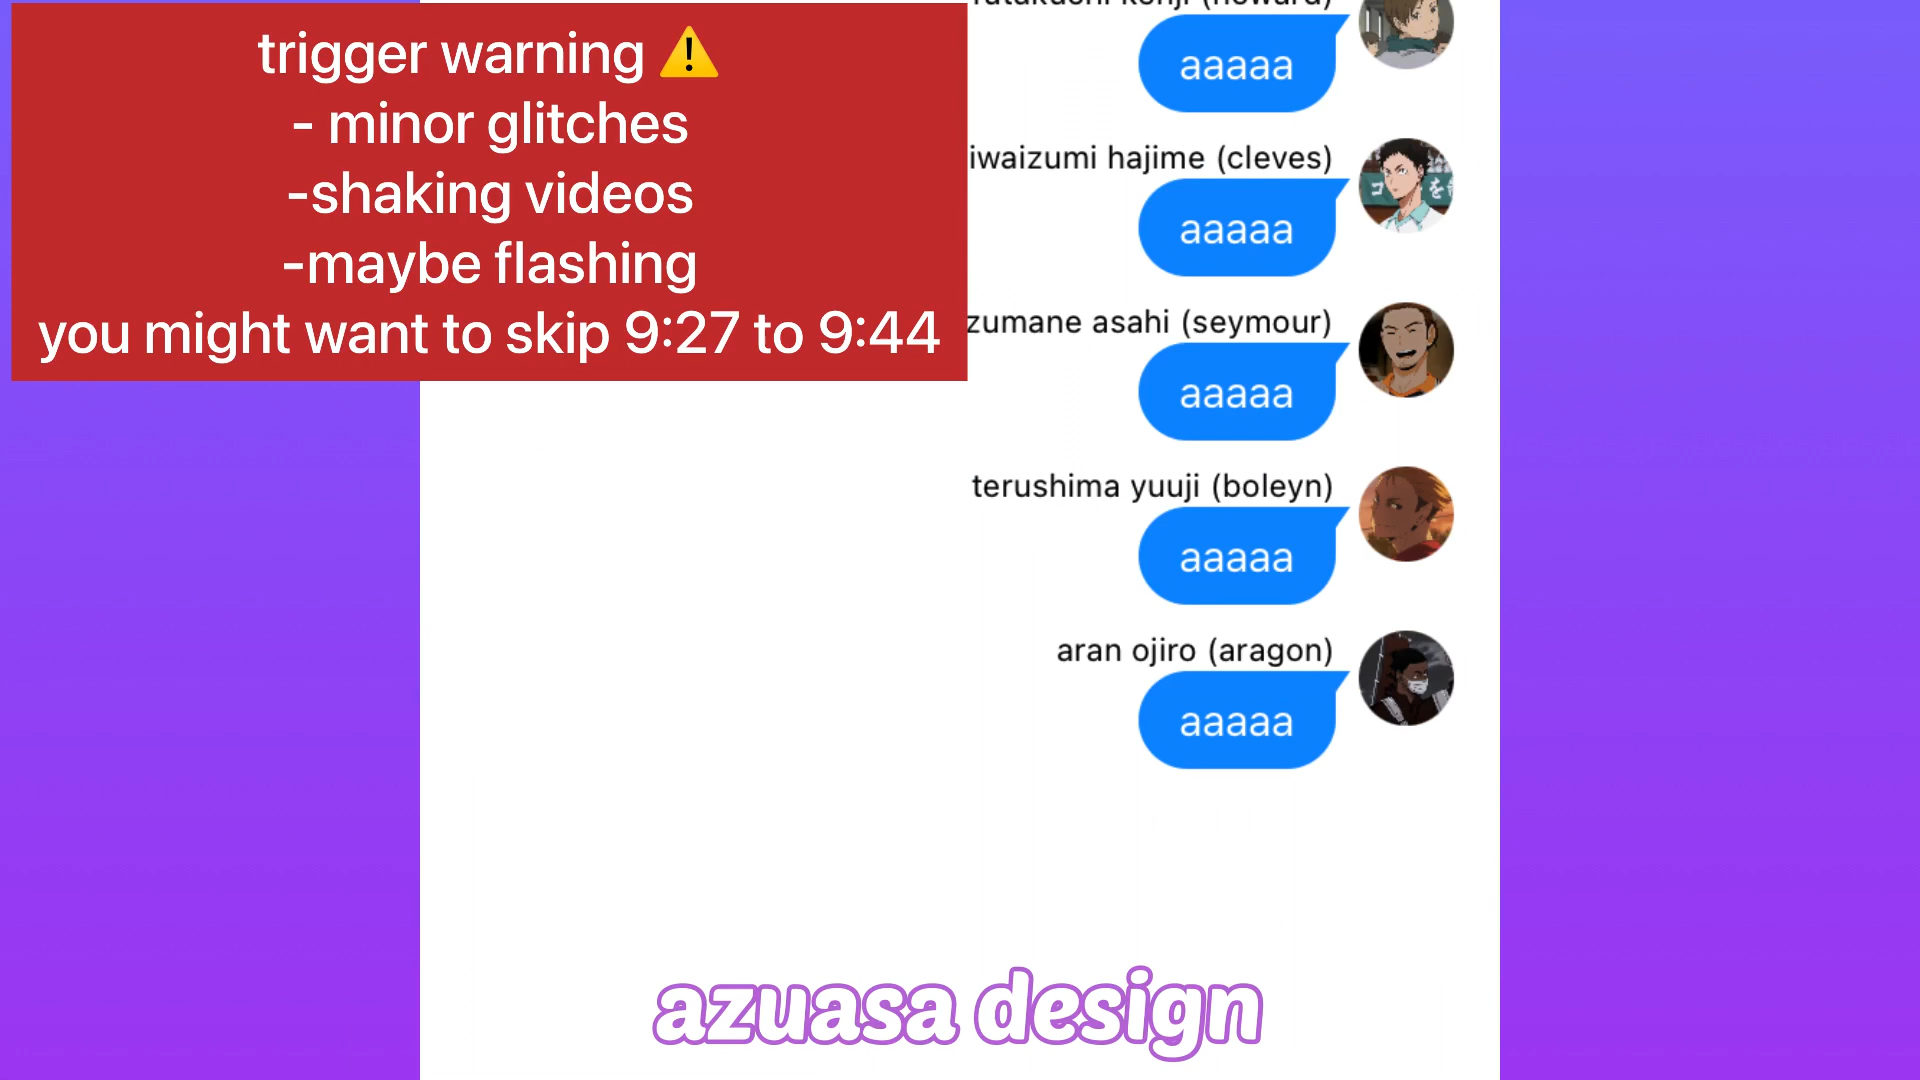 trigger warning ⚠️
- minor glitches
-shaking videos
-maybe flashing
you might want to skip 9:27 to 9:44
aaaaa
iwaizumi hajime (cleves)
aaaaa
zumane asahi (seymour)
aaaaa
terushima yuuji (boleyn)
aaaaa
aran ojiro (aragon)
aaaaa
azuasa design